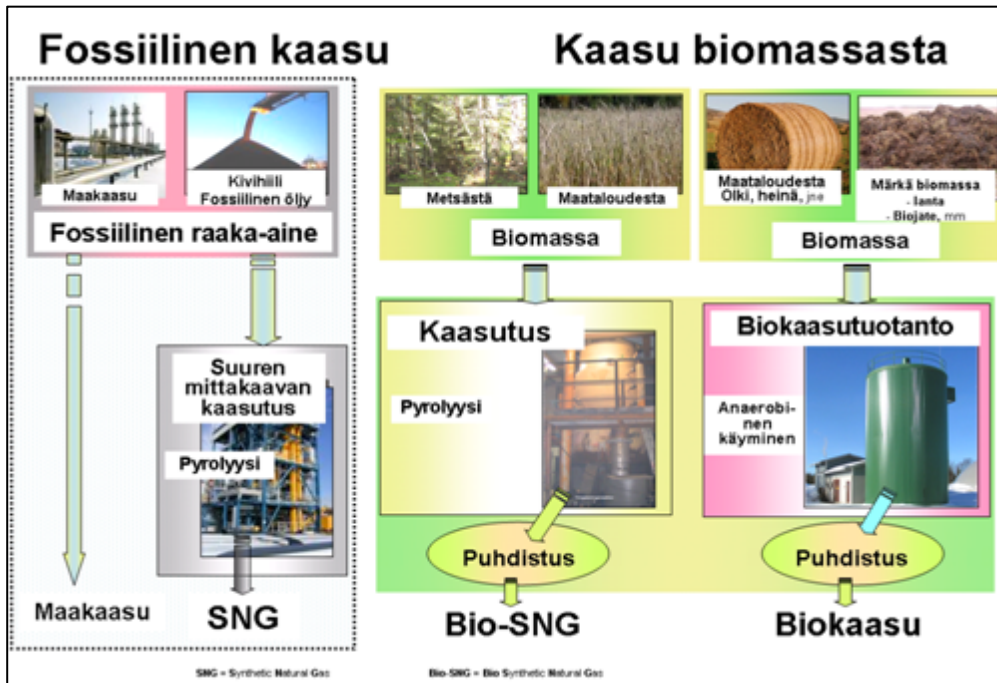 Fossiilinen kaasu
Kaasu biomassasta
Maakaasu
Kivihiili
Fossiilinen öljy
Fossiilinen raaka-aine
Metsästä
Maataloudesta
Biomassa
Maataloudesta
Olki, heinä, jne
Märkä biomassa
- lanta
- Biojate, mm
Biomassa
Suuren
mittakaavan
kaasutus
Pyrolyysi
Kaasutus
Pyrolyysi
Biokaasutuotanto
Anaerobi-
nen
käyminen
Puhdistus
Puhdistus
Maakaasu
SNG
Bio-SNG
Biokaasu
SNG = Synthetic Natural Gas
Bio-SNG = Bio Synthetic Natural Gas